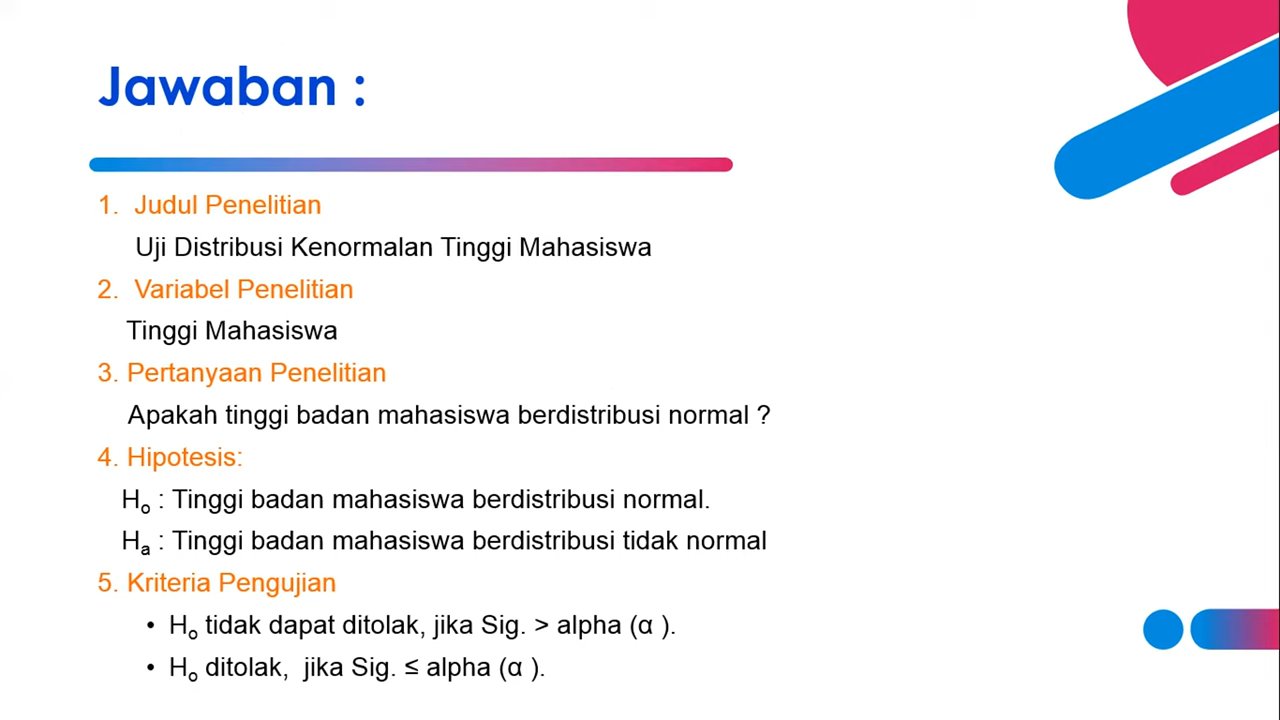 Jawaban :
1. Judul Penelitian
Uji Distribusi Kenormalan Tinggi Mahasiswa
2. Variabel Penelitian
Tinggi Mahasiswa
3. Pertanyaan Penelitian
Apakah tinggi badan mahasiswa berdistribusi normal ?
4. Hipotesis:
Ho : Tinggi badan mahasiswa berdistribusi normal.
Ha : Tinggi badan mahasiswa berdistribusi tidak normal
5. Kriteria Pengujian
• Ho tidak dapat ditolak, jika Sig. > alpha (α ).
• Ho ditolak, jika Sig. ≤ alpha (α ).